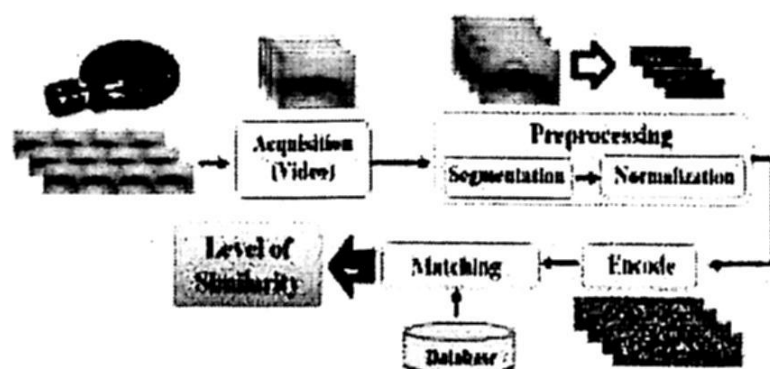 Acquisition
(Video)
Preprocessing
Segmentation
Normalization
Encode
Matching
Level of
Similarity
Database